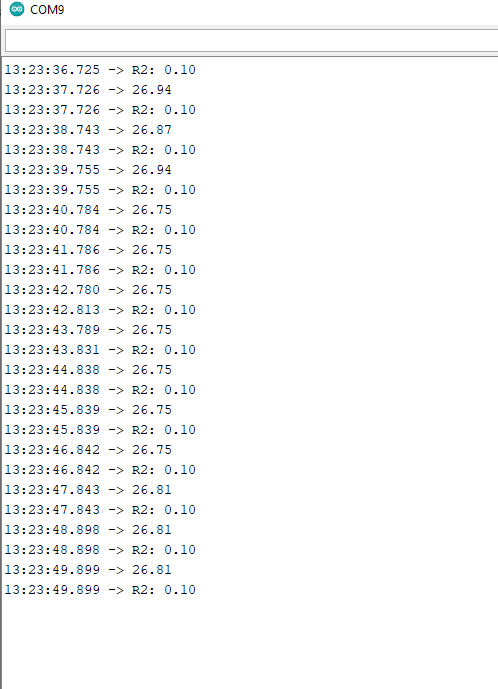 COM9
13:23:36.725 -> R2: 0.10
13:23:37.726 -> 26.94
13:23:37.726 -> R2: 0.10
13:23:38.743 -> 26.87
13:23:38.743 -> R2: 0.10
13:23:39.755 -> 26.94
13:23:39.755 -> R2: 0.10
13:23:40.784 -> 26.75
13:23:40.784 -> R2: 0.10
13:23:41.786 -> 26.75
13:23:41.786 -> R2: 0.10
13:23:42.780 -> 26.75
13:23:42.813 -> R2: 0.10
13:23:43.789 -> 26.75
13:23:43.831 -> R2: 0.10
13:23:44.838 -> 26.75
13:23:44.838 -> R2: 0.10
13:23:45.839 -> 26.75
13:23:45.839 -> R2: 0.10
13:23:46.842 -> 26.75
13:23:46.842 -> R2: 0.10
13:23:47.843 -> 26.81
13:23:47.843 -> R2: 0.10
13:23:48.898 -> 26.81
13:23:48.898 -> R2: 0.10
13:23:49.899 -> 26.81
13:23:49.899 -> R2: 0.10